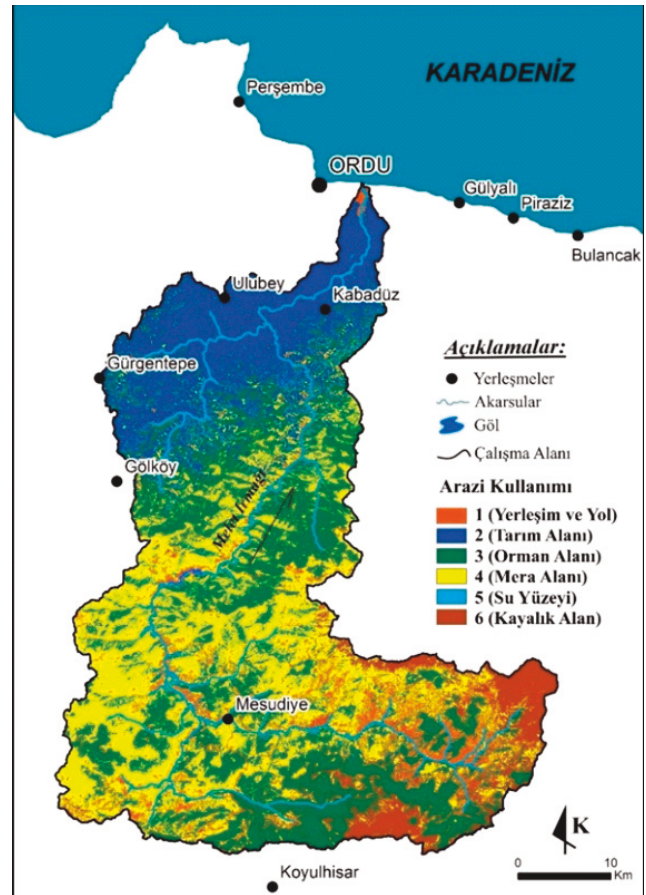 KARADENİZ
Perşembe
ORDU
Gülyalı
Piraziz
Bulancak
Ulubey
Kabadüz
Gürgentepe
Gölköy
Melet Irmağı
Mesudiye
Koyulhisar
Açıklamalar:
Yerleşmeler
Akarsular
Göl
Çalışma Alanı
Arazi Kullanımı
1 (Yerleşim ve Yol)
2 (Tarım Alanı)
3 (Orman Alanı)
4 (Mera Alanı)
5 (Su Yüzeyi)
6 (Kayalık Alan)
K
0 10
Km